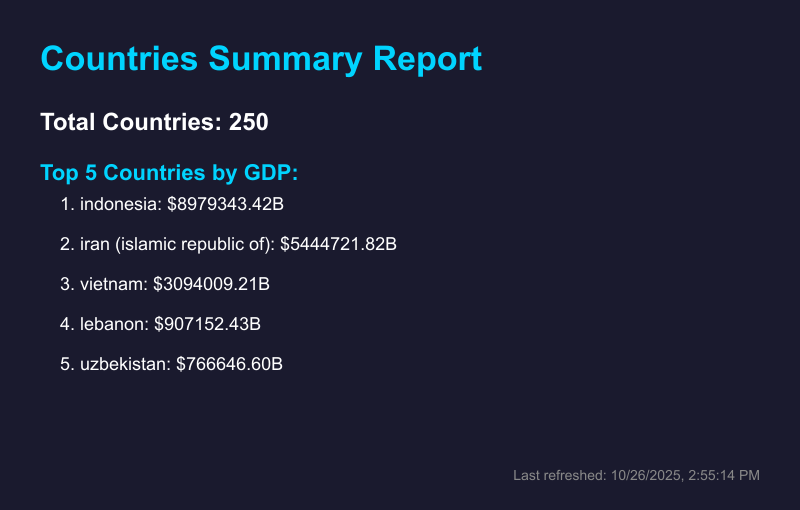 Countries Summary Report
Total Countries: 250
Top 5 Countries by GDP:
1. indonesia: $8979343.42B
2. iran (islamic republic of): $5444721.82B
3. vietnam: $3094009.21B
4. lebanon: $907152.43B
5. uzbekistan: $766646.60B
Last refreshed: 10/26/2025, 2:55:14 PM